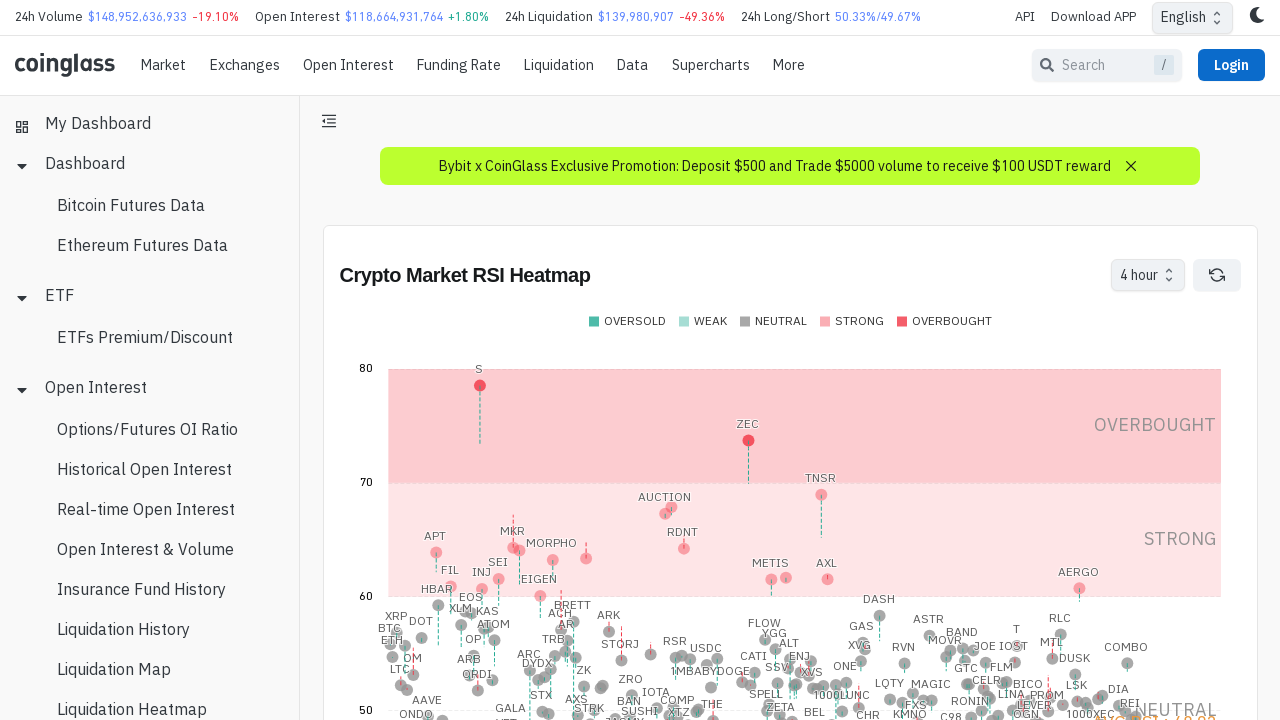 24h Volume $148,952,636,933 -19.10% Open Interest $118,664,931,764 +1.80% 24h Liquidation $139,980,907 -49.36% 24h Long/Short 50.33%/49.67% API Download APP English
coinglass Market Exchanges Open Interest Funding Rate Liquidation Data Supercharts More Search / Login
My Dashboard
Dashboard
Bitcoin Futures Data
Ethereum Futures Data
ETF
ETFs Premium/Discount
Open Interest
Options/Futures OI Ratio
Historical Open Interest
Real-time Open Interest
Open Interest & Volume
Insurance Fund History
Liquidation History
Liquidation Map
Liquidation Heatmap
Bybit x CoinGlass Exclusive Promotion: Deposit $500 and Trade $5000 volume to receive $100 USDT reward
Crypto Market RSI Heatmap 4 hour
OVERSOLD WEAK NEUTRAL STRONG OVERBOUGHT
80 S
ZEC OVERBOUGHT
70 TNSR
AUCTION
APT MKR MORPHO RDNT STRONG
FIL INJ SEI EIGEN METIS AXL AERGO
60 HBAR EOS BRETT DASH
XRP DOT XLM KAS ACH ARK FLOW ASTR RLC
BTC ATOM AR YGG GAS BAND T
ETH OP TRB STORJ RSR USDC ALT XVG RVN MOVR JOE IOST MTL COMBO
OM ARB ARC CATI ENJ DUSK
LTC ORDI DYDX ZK 1MBABYDOGE SSV XVS ONE GTC FLM
ZRO LQTY MAGIC CELR BICO LSK DIA
AAVE STX AXS BAN IOTA COMP THE SPELL 1000LUNC FXS RONIN LINA PROM REI
50 ONDO GALA STRK SUSHI XTZ ZETA BEL CHR KMNO C98 OGN LEVER 1000XEC NEUTRAL